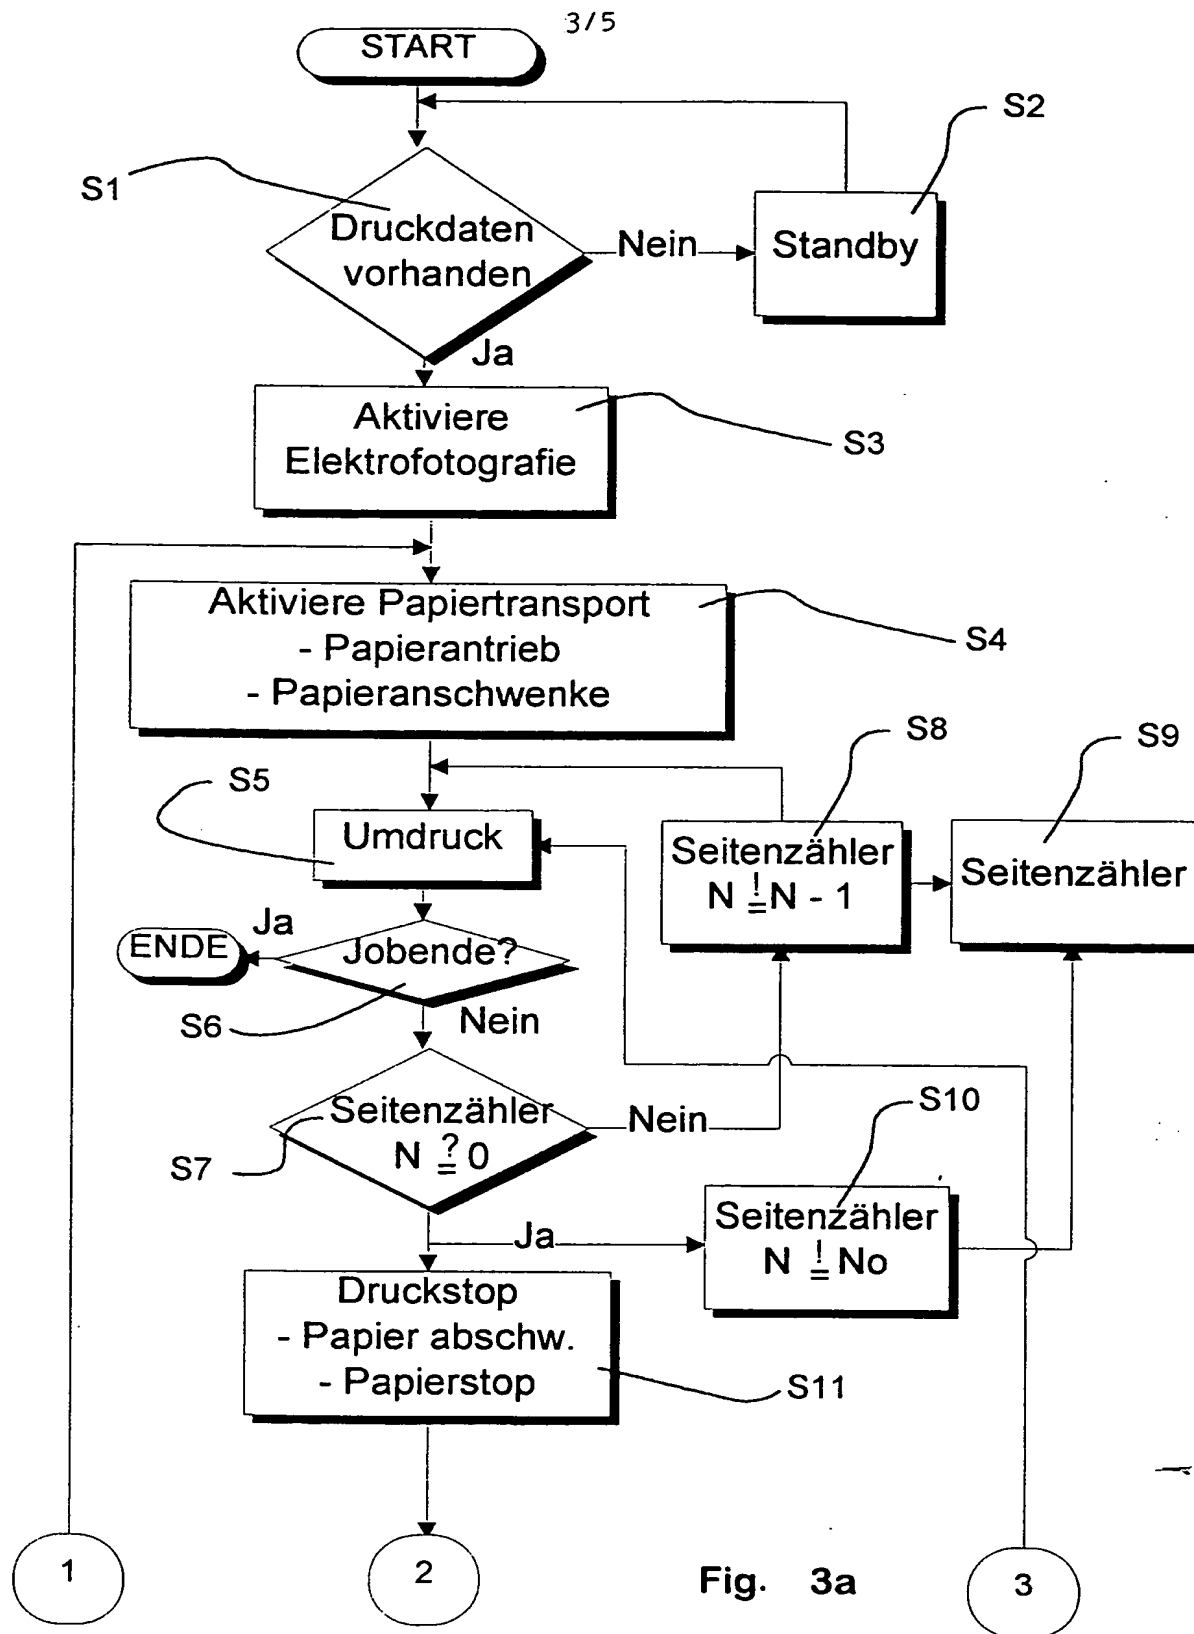 3/5
START
S2
S1
Druckdaten
vorhanden
Nein
Standby
Ja
Aktiviere
Elektrofotografie
S3
Aktiviere Papiertransport
- Papierantrieb
- Papieranschwenke
S4
S8
S9
S5
Umdruck
Seitenzähler
N != N - 1
Seitenzähler
Ja
ENDE
Jobende?
S6
Nein
Seitenzähler
N ?= 0
Nein
S10
S7
Seitenzähler
N != No
Ja
Druckstop
- Papier abschw.
- Papierstop
S11
1
2
Fig. 3a
3